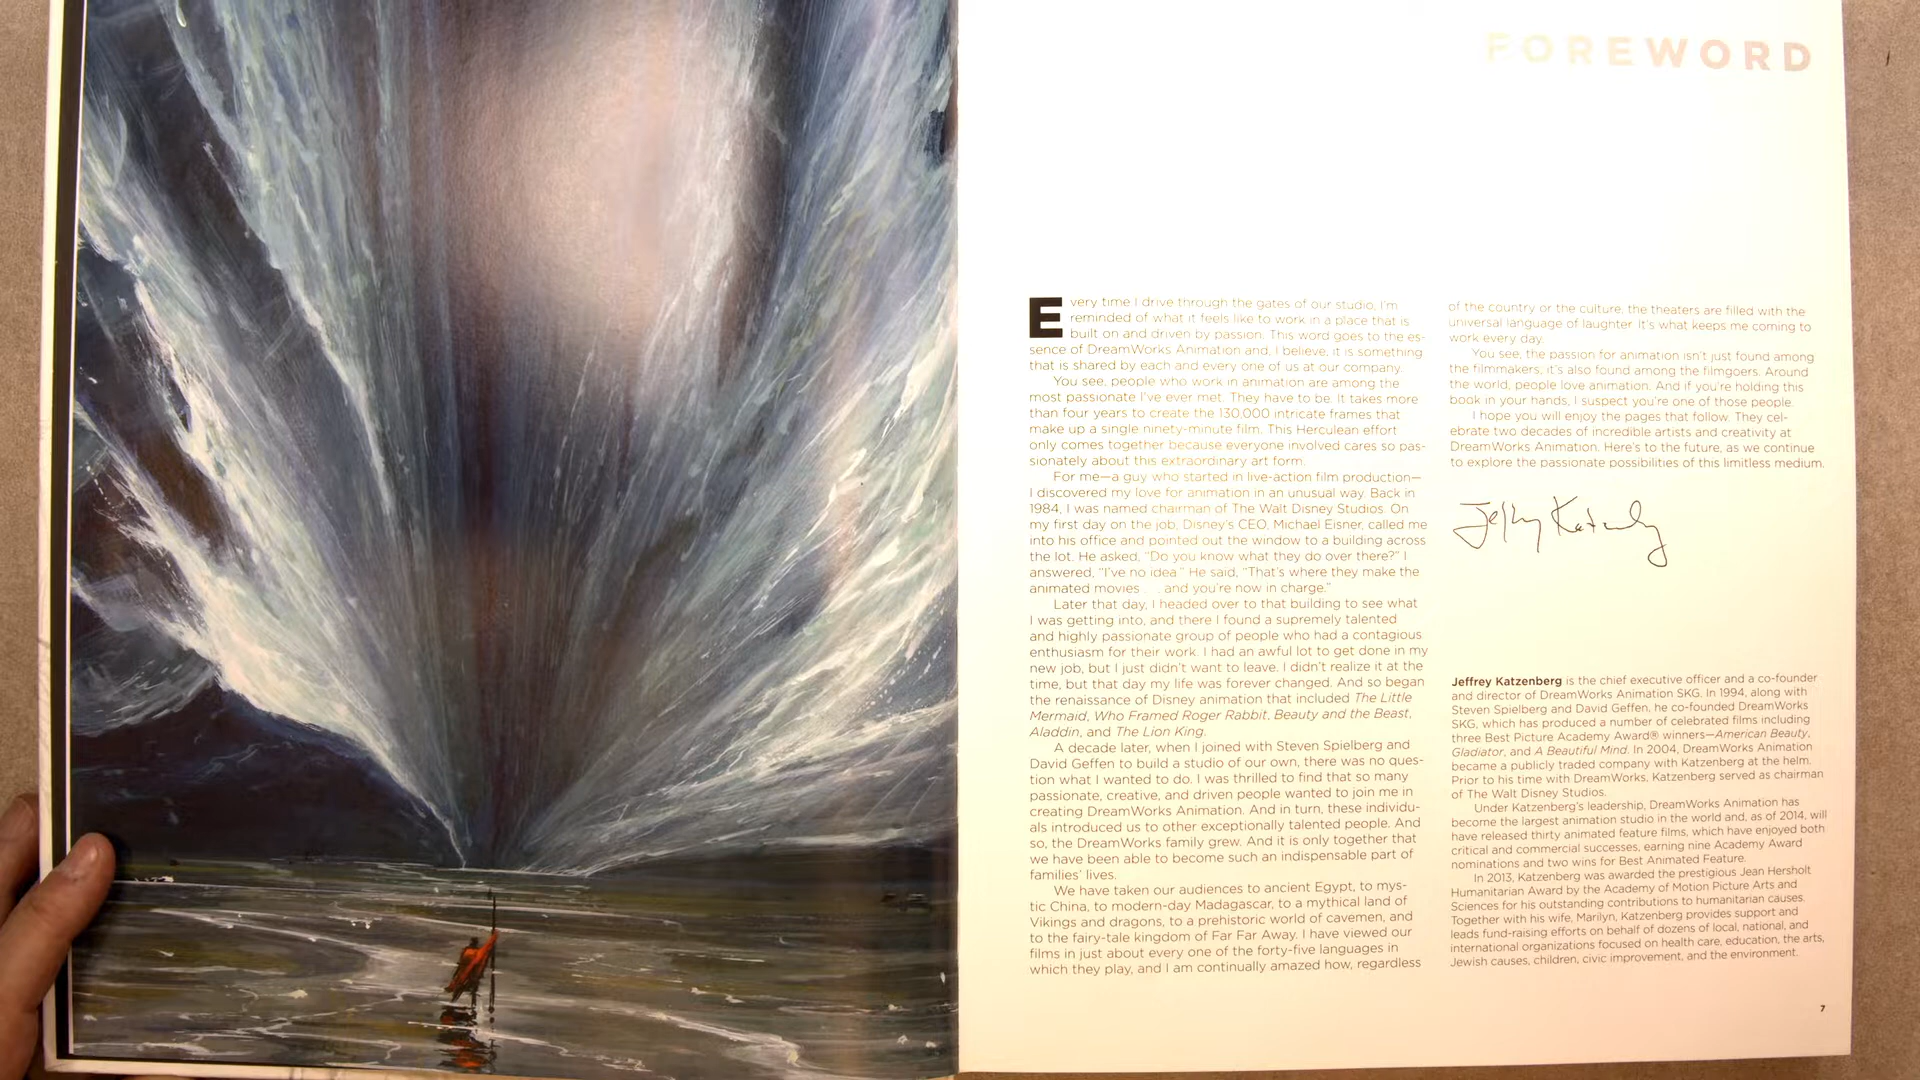 FOREWORD
Every time I drive through the gates of our studio, I'm
reminded of what it feels like to work in a place that is
built on and driven by passion. This word goes to the es-
sence of DreamWorks Animation and, I believe, it is something
that is shared by each and every one of us at our company.
You see, people who work in animation are among the
most passionate I've ever met. They have to be. It takes more
than four years to create the 130,000 intricate frames that
make up a single ninety-minute film. This Herculean effort
only comes together because everyone involved cares so pas-
sionately about this extraordinary art form.
For me—a guy who started in live-action film production—
I discovered my love for animation in an unusual way. Back in
1984, I was named chairman of The Walt Disney Studios. On
my first day on the job, Disney's CEO, Michael Eisner, called me
into his office and pointed out the window to a building across
the lot. He asked, "Do you know what they do over there?" I
answered, "I've no idea." He said, "That's where they make the
animated movies . . . and you're now in charge."
Later that day, I headed over to that building to see what
I was getting into, and there I found a supremely talented
and highly passionate group of people who had a contagious
enthusiasm for their work. I had an awful lot to get done in my
new job, but I just didn't want to leave. I didn't realize it at the
time, but that day my life was forever changed. And so began
the renaissance of Disney animation that included The Little
Mermaid, Who Framed Roger Rabbit, Beauty and the Beast,
Aladdin, and The Lion King.
A decade later, when I joined with Steven Spielberg and
David Geffen to build a studio of our own, there was no ques-
tion what I wanted to do. I was thrilled to find that so many
passionate, creative, and driven people wanted to join me in
creating DreamWorks Animation. And in turn, these individu-
als introduced us to other exceptionally talented people. And
so, the DreamWorks family grew. And it is only together that
we have been able to become such an indispensable part of
families' lives.
We have taken our audiences to ancient Egypt, to mys-
tic China, to modern-day Madagascar, to a mythical land of
Vikings and dragons, to a prehistoric world of cavemen, and
to the fairy-tale kingdom of Far Far Away. I have viewed our
films in just about every one of the forty-five languages in
which they play, and I am continually amazed how, regardless
of the country or the culture, the theaters are filled with the
universal language of laughter. It's what keeps me coming to
work every day.
You see, the passion for animation isn't just found among
the filmmakers, it's also found among the filmgoers. Around
the world, people love animation. And if you're holding this
book in your hands, I suspect you're one of those people.
I hope you will enjoy the pages that follow. They cel-
ebrate two decades of incredible artists and creativity at
DreamWorks Animation. Here's to the future, as we continue
to explore the passionate possibilities of this limitless medium.
Jeffrey Katzenberg
Jeffrey Katzenberg is the chief executive officer and a co-founder
and director of DreamWorks Animation SKG. In 1994, along with
Steven Spielberg and David Geffen, he co-founded DreamWorks
SKG, which has produced a number of celebrated films including
three Best Picture Academy Award® winners—American Beauty,
Gladiator, and A Beautiful Mind. In 2004, DreamWorks Animation
became a publicly traded company with Katzenberg at the helm.
Prior to his time with DreamWorks, Katzenberg served as chairman
of The Walt Disney Studios.
Under Katzenberg's leadership, DreamWorks Animation has
become the largest animation studio in the world and, as of 2014, will
have released thirty animated feature films, which have enjoyed both
critical and commercial successes, earning nine Academy Award
nominations and two wins for Best Animated Feature.
In 2013, Katzenberg was awarded the prestigious Jean Hersholt
Humanitarian Award by the Academy of Motion Picture Arts and
Sciences for his outstanding contributions to humanitarian causes.
Together with his wife, Marilyn, Katzenberg provides support and
leads fund-raising efforts on behalf of dozens of local, national, and
international organizations focused on health care, education, the arts,
Jewish causes, children, civic improvement, and the environment.
7